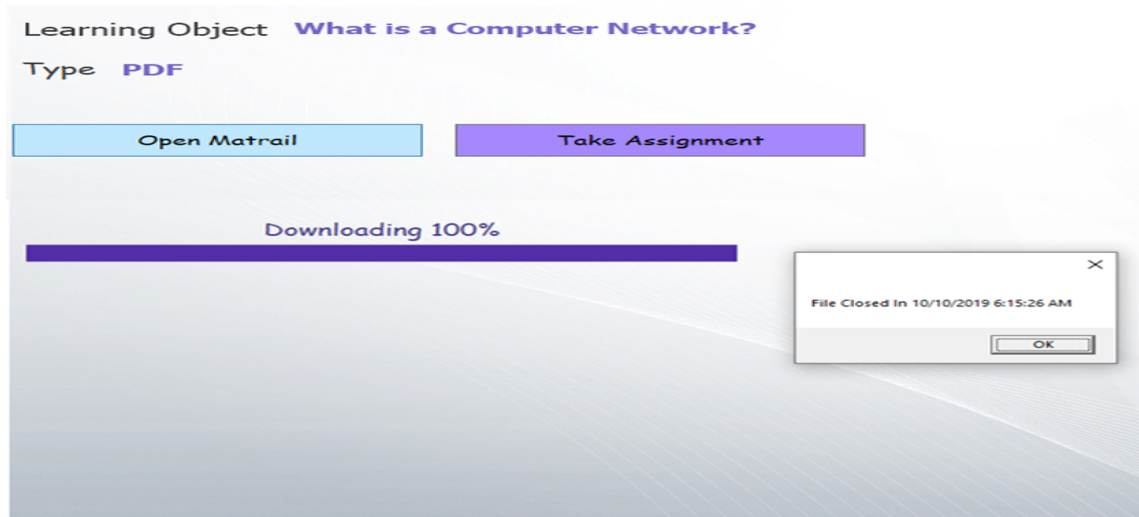 Learning Object What is a Computer Network?
Type PDF
Open Matrail Take Assignment
Downloading 100%
File Closed In 10/10/2019 6:15:26 AM
OK